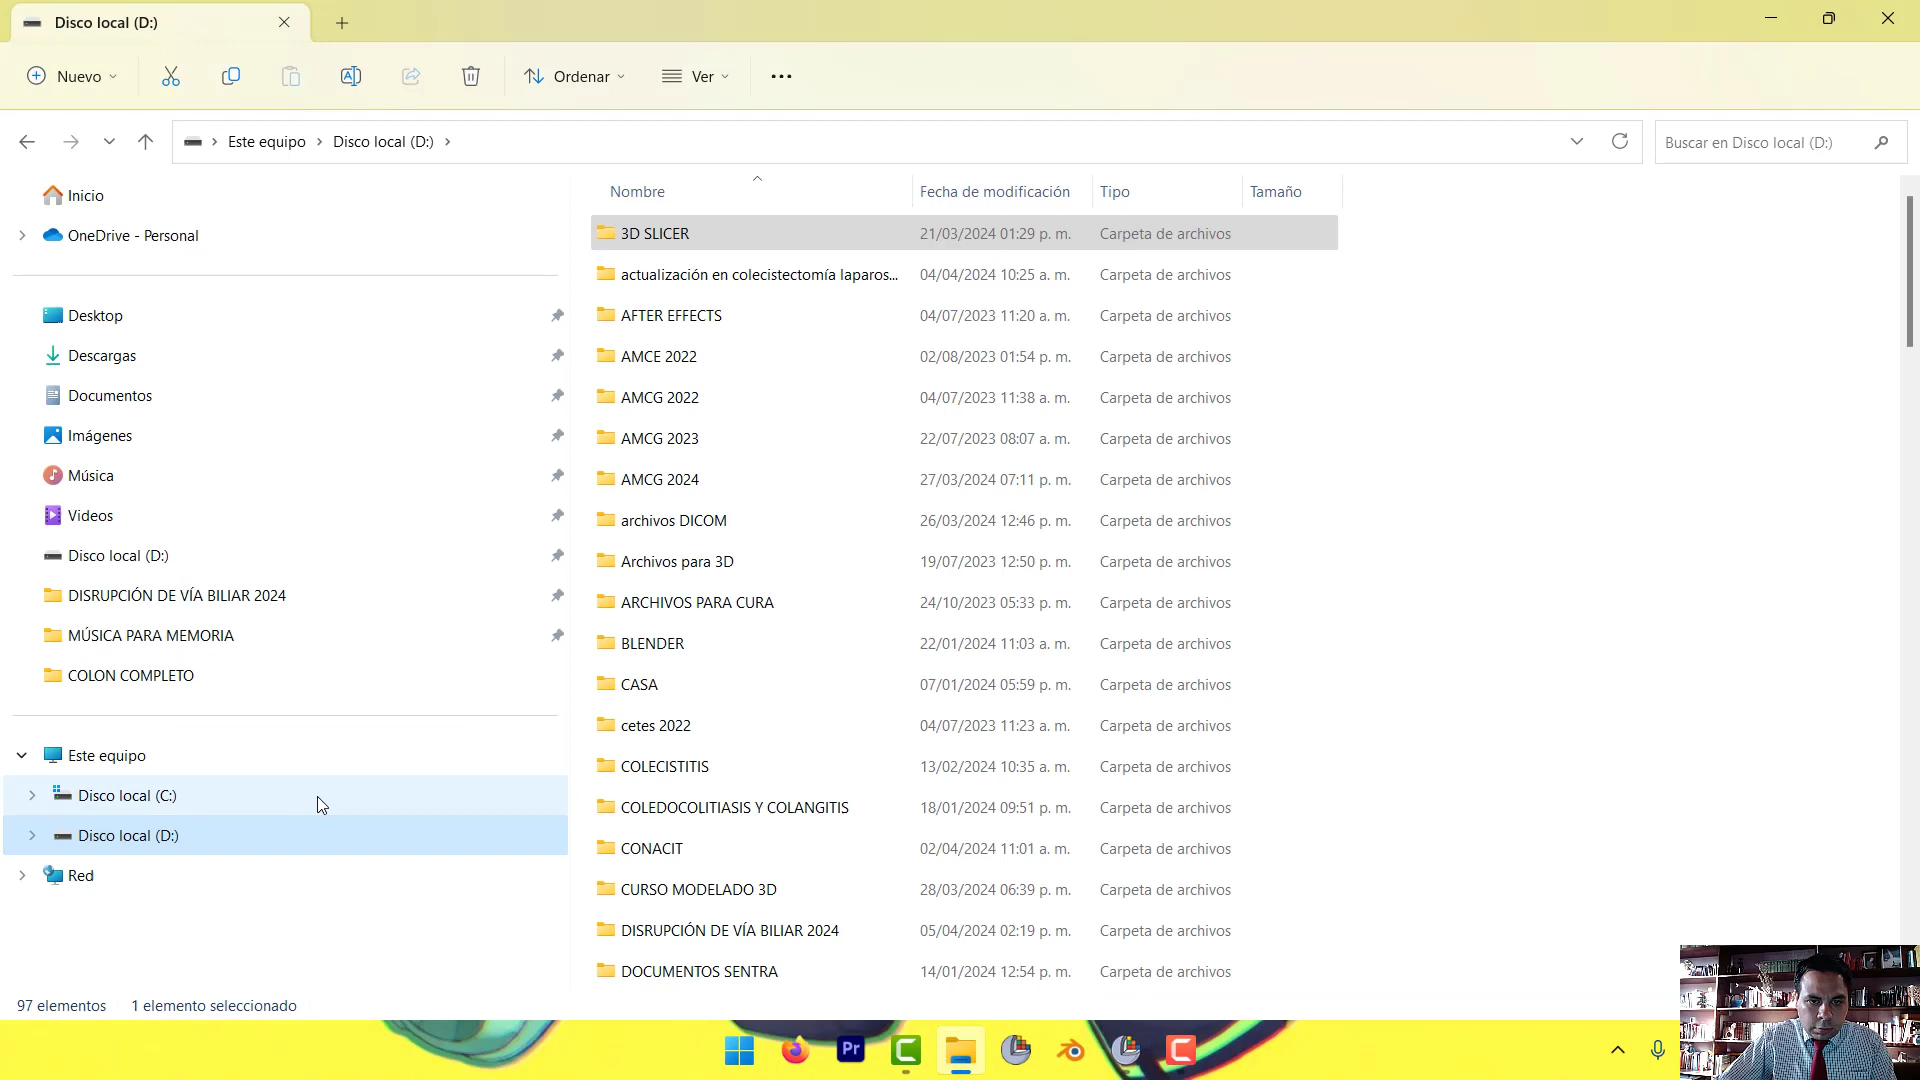 Disco local (D:)
Nuevo
Ordenar
Ver
Este equipo
Disco local (D:)
Buscar en Disco local (D:)
Inicio
OneDrive - Personal
Desktop
Descargas
Documentos
Imágenes
Música
Videos
Disco local (D:)
DISRUPCIÓN DE VÍA BILIAR 2024
MÚSICA PARA MEMORIA
COLON COMPLETO
Este equipo
Disco local (C:)
Disco local (D:)
Red
Nombre Fecha de modificación Tipo Tamaño
3D SLICER 21/03/2024 01:29 p. m. Carpeta de archivos
actualización en colecistectomía laparos... 04/04/2024 10:25 a. m. Carpeta de archivos
AFTER EFFECTS 04/07/2023 11:20 a. m. Carpeta de archivos
AMCE 2022 02/08/2023 01:54 p. m. Carpeta de archivos
AMCG 2022 04/07/2023 11:38 a. m. Carpeta de archivos
AMCG 2023 22/07/2023 08:07 a. m. Carpeta de archivos
AMCG 2024 27/03/2024 07:11 p. m. Carpeta de archivos
archivos DICOM 26/03/2024 12:46 p. m. Carpeta de archivos
Archivos para 3D 19/07/2023 12:50 p. m. Carpeta de archivos
ARCHIVOS PARA CURA 24/10/2023 05:33 p. m. Carpeta de archivos
BLENDER 22/01/2024 11:03 a. m. Carpeta de archivos
CASA 07/01/2024 05:59 p. m. Carpeta de archivos
cetes 2022 04/07/2023 11:23 a. m. Carpeta de archivos
COLECISTITIS 13/02/2024 10:35 a. m. Carpeta de archivos
COLEDOCOLITIASIS Y COLANGITIS 18/01/2024 09:51 p. m. Carpeta de archivos
CONACIT 02/04/2024 11:01 a. m. Carpeta de archivos
CURSO MODELADO 3D 28/03/2024 06:39 p. m. Carpeta de archivos
DISRUPCIÓN DE VÍA BILIAR 2024 05/04/2024 02:19 p. m. Carpeta de archivos
DOCUMENTOS SENTRA 14/01/2024 12:54 p. m. Carpeta de archivos
97 elementos 1 elemento seleccionado
Pr